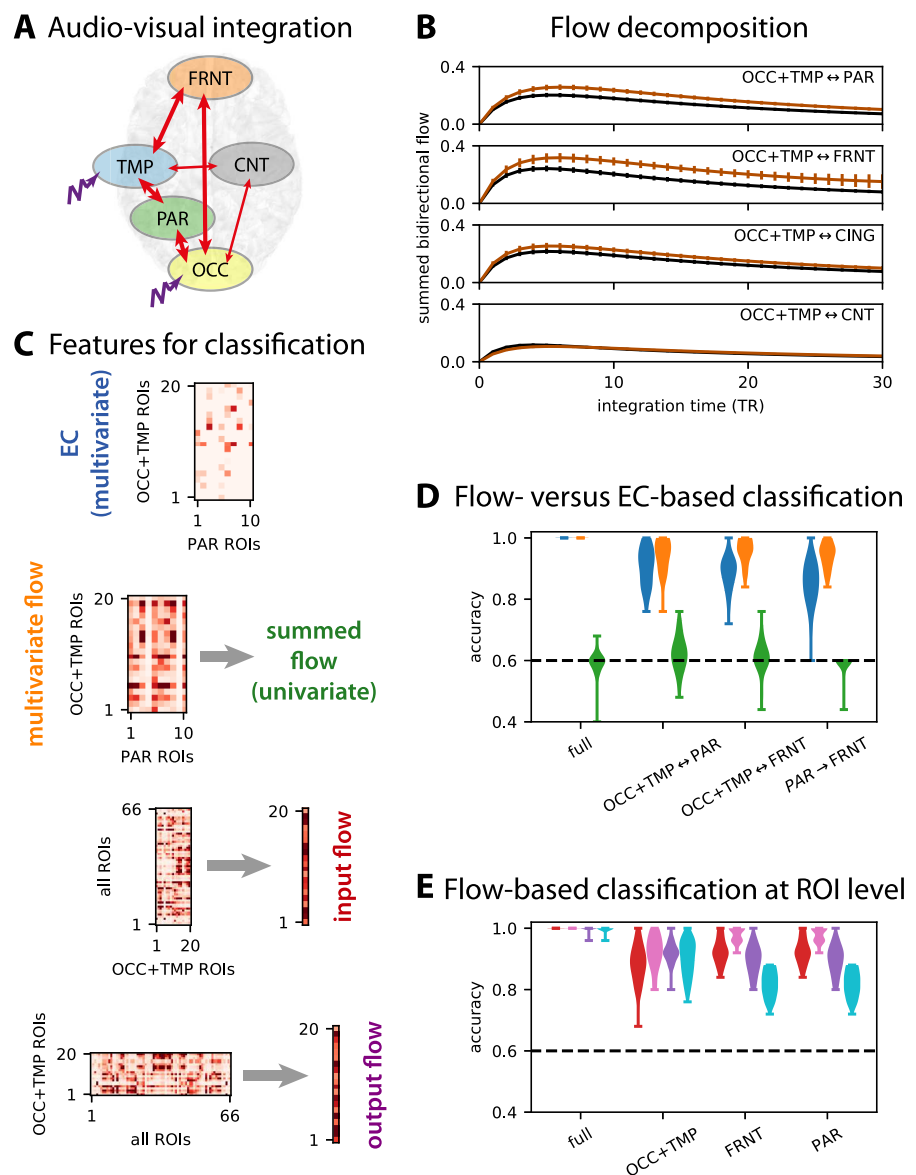 A Audio-visual integration
FRNT
TMP
CNT
PAR
OCC
B Flow decomposition
summed bidirectional flow
0.4
0.0
OCC+TMP↔PAR
0.4
0.0
OCC+TMP↔FRNT
0.4
0.0
OCC+TMP↔CING
0.4
0.0
OCC+TMP↔CNT
0 10 20 30
integration time (TR)
C Features for classification
EC
(multivariate)
OCC+TMP ROIs
20
1
1 10
PAR ROIs
multivariate flow
OCC+TMP ROIs
20
1
1 10
PAR ROIs
summed
flow
(univariate)
all ROIs
66
1
1 20
OCC+TMP ROIs
20
1
input flow
OCC+TMP ROIs
20
1
1 66
all ROIs
20
1
output flow
D Flow- versus EC-based classification
accuracy
1.0
0.8
0.6
0.4
full
OCC+TMP↔PAR
OCC+TMP↔FRNT
PAR→FRNT
E Flow-based classification at ROI level
accuracy
1.0
0.8
0.6
0.4
full
OCC+TMP
FRNT
PAR